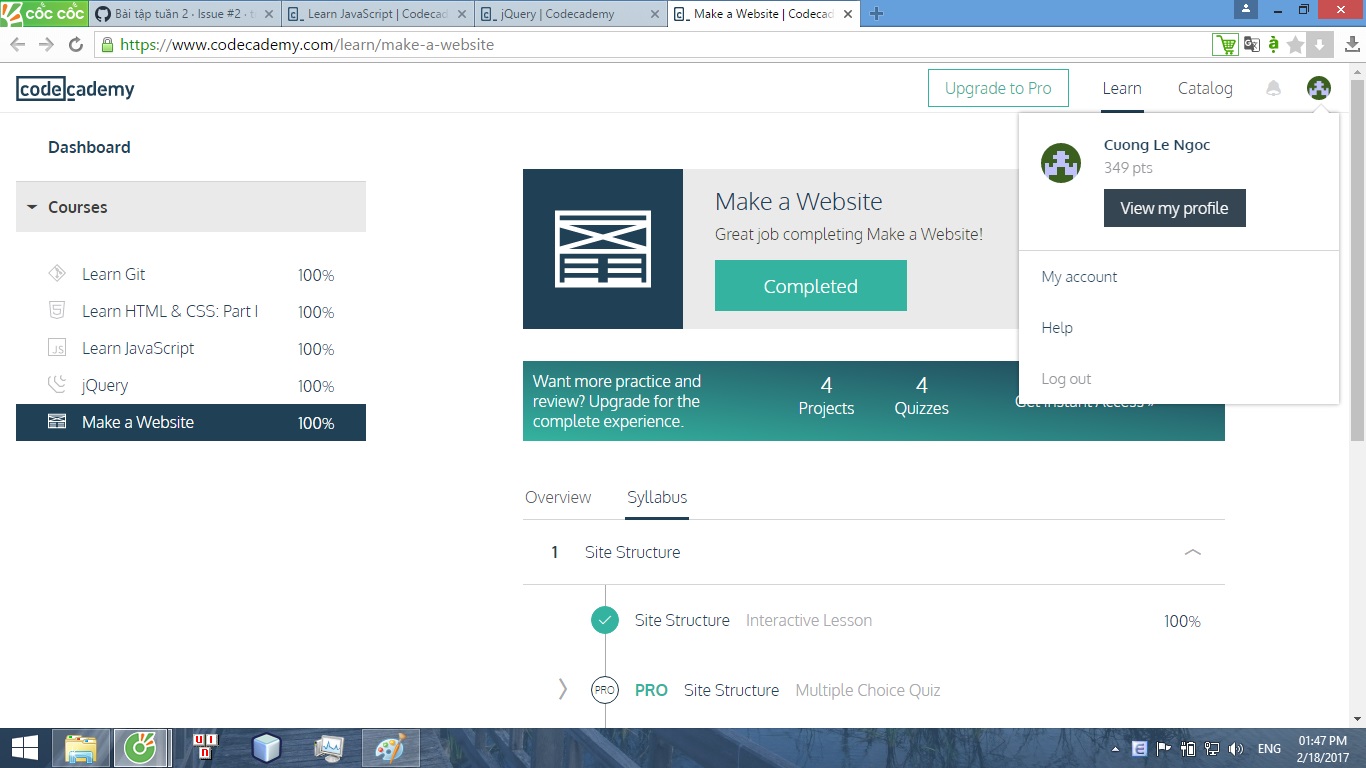 cốc cốc
Bài tập tuần 2 · Issue #2 · t
Learn JavaScript | Codecad
jQuery | Codecademy
Make a Website | Codecad
https://www.codecademy.com/learn/make-a-website
codecademy
Upgrade to Pro
Learn
Catalog
Cuong Le Ngoc
349 pts
View my profile
My account
Help
Log out
Dashboard
Courses
Learn Git 100%
Learn HTML & CSS: Part I 100%
Learn JavaScript 100%
jQuery 100%
Make a Website 100%
Make a Website
Great job completing Make a Website!
Completed
Want more practice and
review? Upgrade for the
complete experience.
4
Projects
4
Quizzes
Get Instant Access »
Overview
Syllabus
1 Site Structure
Site Structure Interactive Lesson 100%
PRO PRO Site Structure Multiple Choice Quiz
ENG
01:47 PM
2/18/2017